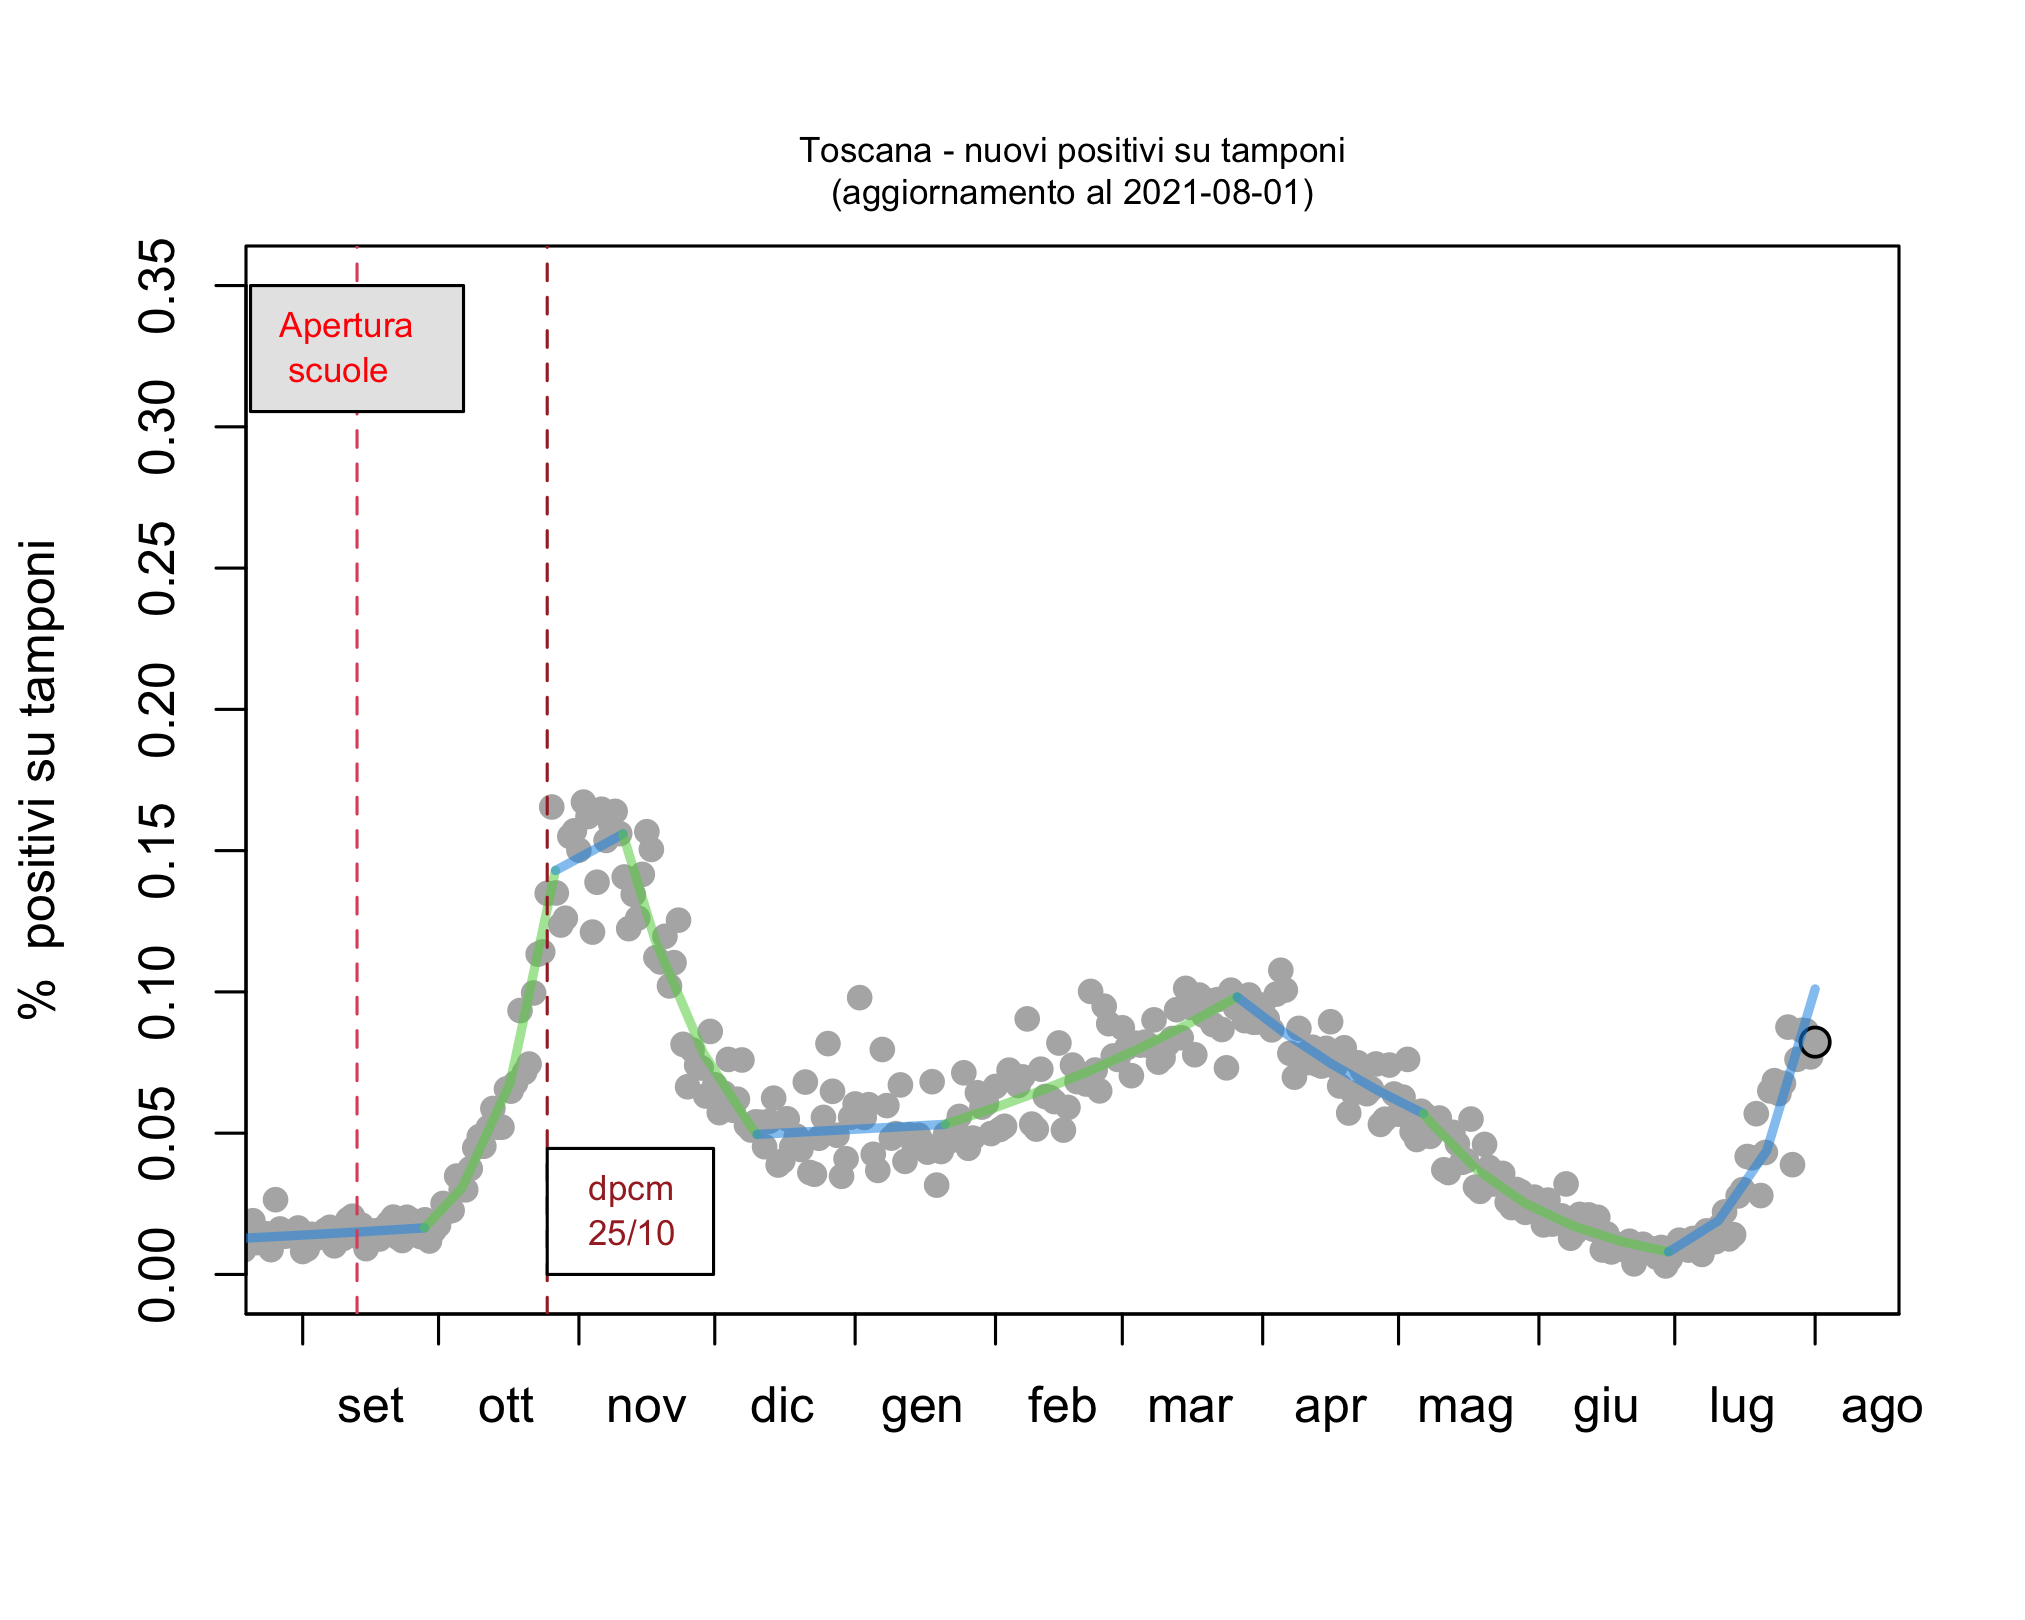 Toscana - nuovi positivi su tamponi
(aggiornamento al 2021-08-01)
% positivi su tamponi
0.35
0.30
0.25
0.20
0.15
0.10
0.05
0.00
Apertura
scuole
dpcm
25/10
set ott nov dic gen feb mar apr mag giu lug ago